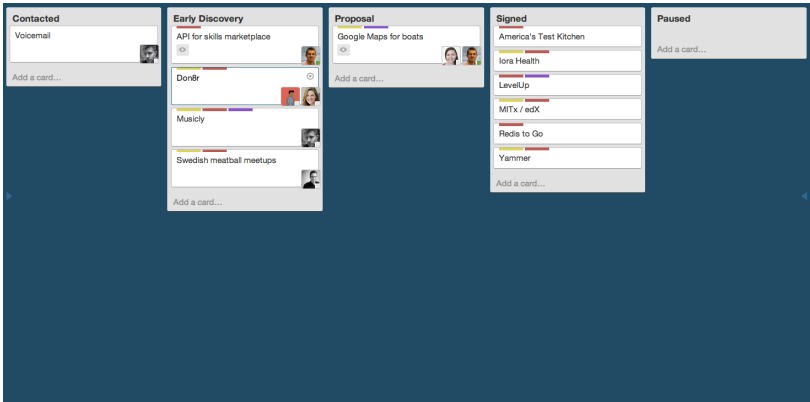 Contacted
Voicemail
Add a card...
Early Discovery
API for skills marketplace
Don8r
Musicly
Swedish meatball meetups
Add a card...
Proposal
Google Maps for boats
Add a card...
Signed
America's Test Kitchen
Iora Health
LevelUp
MITx / edX
Redis to Go
Yammer
Add a card...
Paused
Add a card...